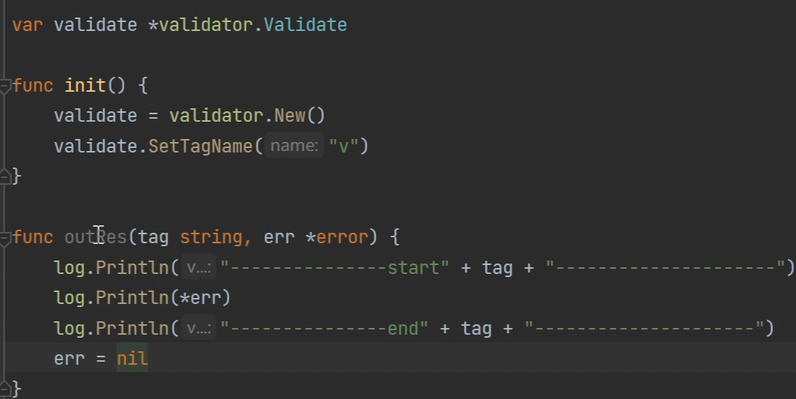 var validate *validator.Validate
func init() {
validate = validator.New()
validate.SetTagName( name: "v")
}
func outRes(tag string, err *error) {
log.Println( v...: "---------------start" + tag + "---------------------")
log.Println(*err)
log.Println( v...: "---------------end" + tag + "---------------------")
err = nil
}